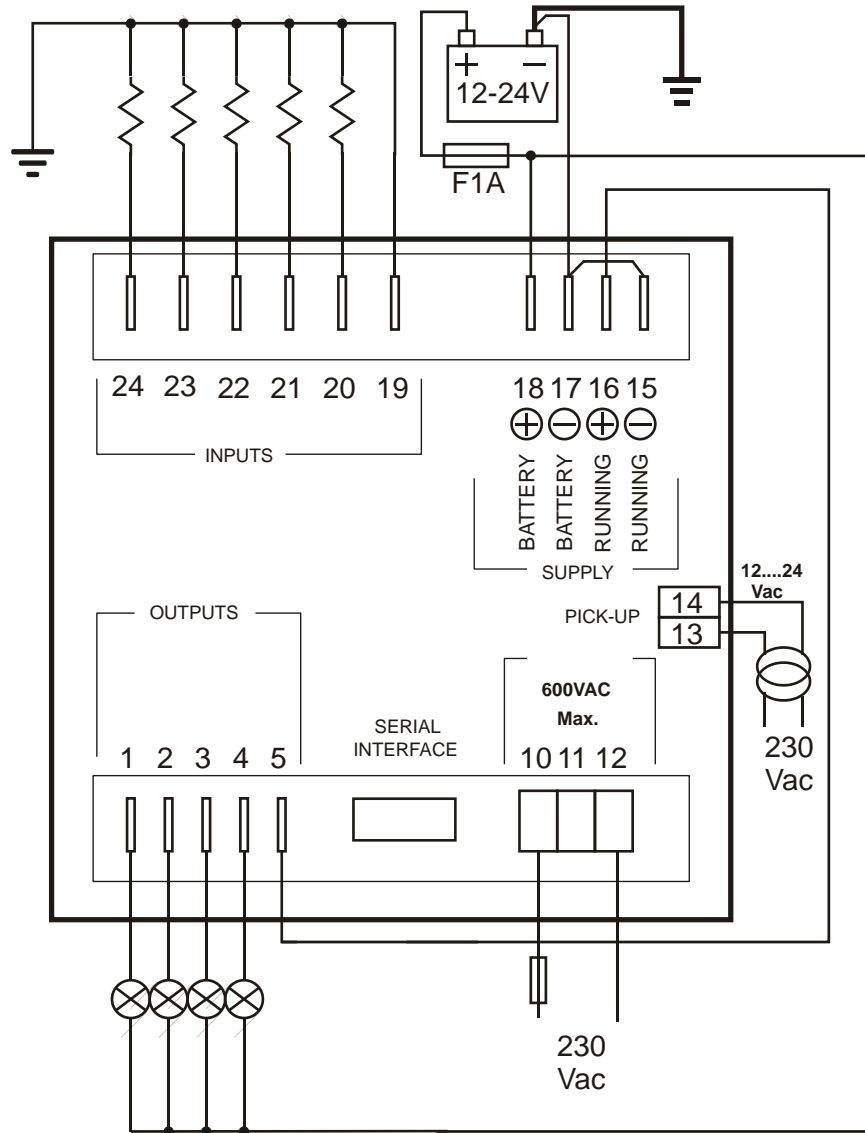 + −
12-24V
F1A
24 23 22 21 20 19
18 17 16 15
+ − + −
INPUTS
BATTERY
BATTERY
RUNNING
RUNNING
SUPPLY
12....24
Vac
OUTPUTS
PICK-UP
14
13
600VAC
Max.
SERIAL
INTERFACE
230
Vac
1 2 3 4 5
10 11 12
230
Vac